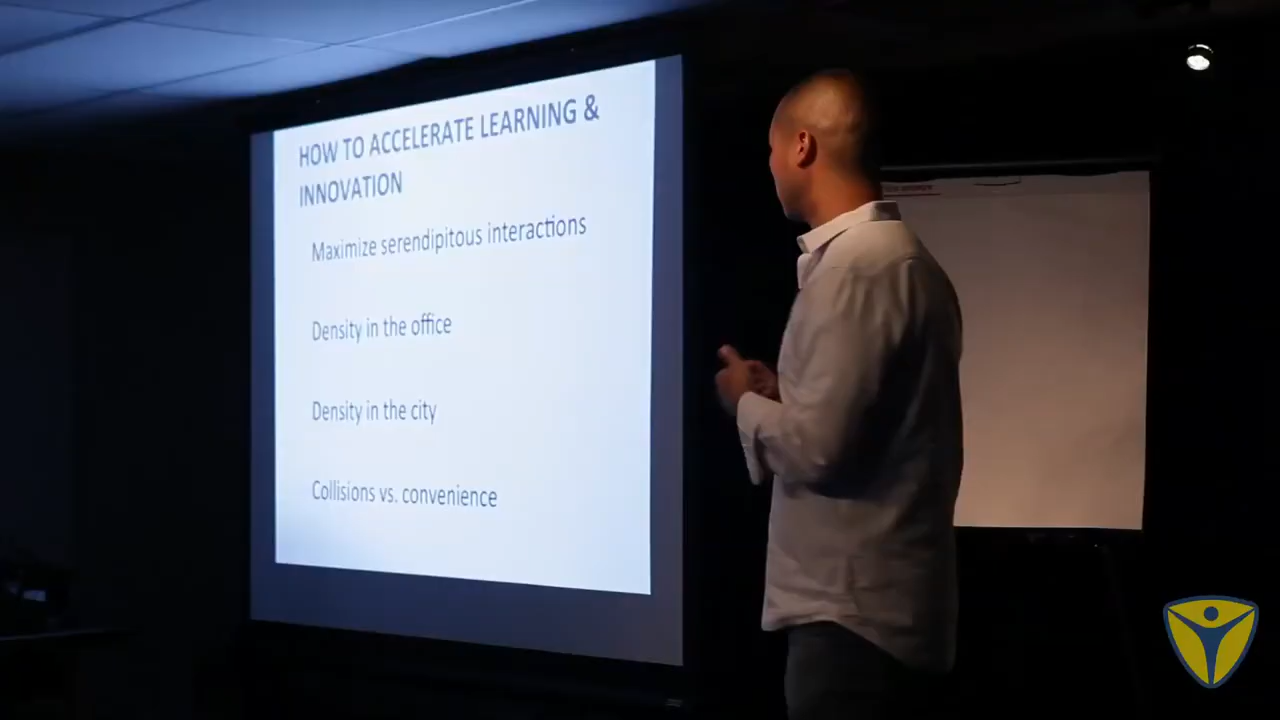 HOW TO ACCELERATE LEARNING &
INNOVATION
Maximize serendipitous interactions
Density in the office
Density in the city
Collisions vs. convenience